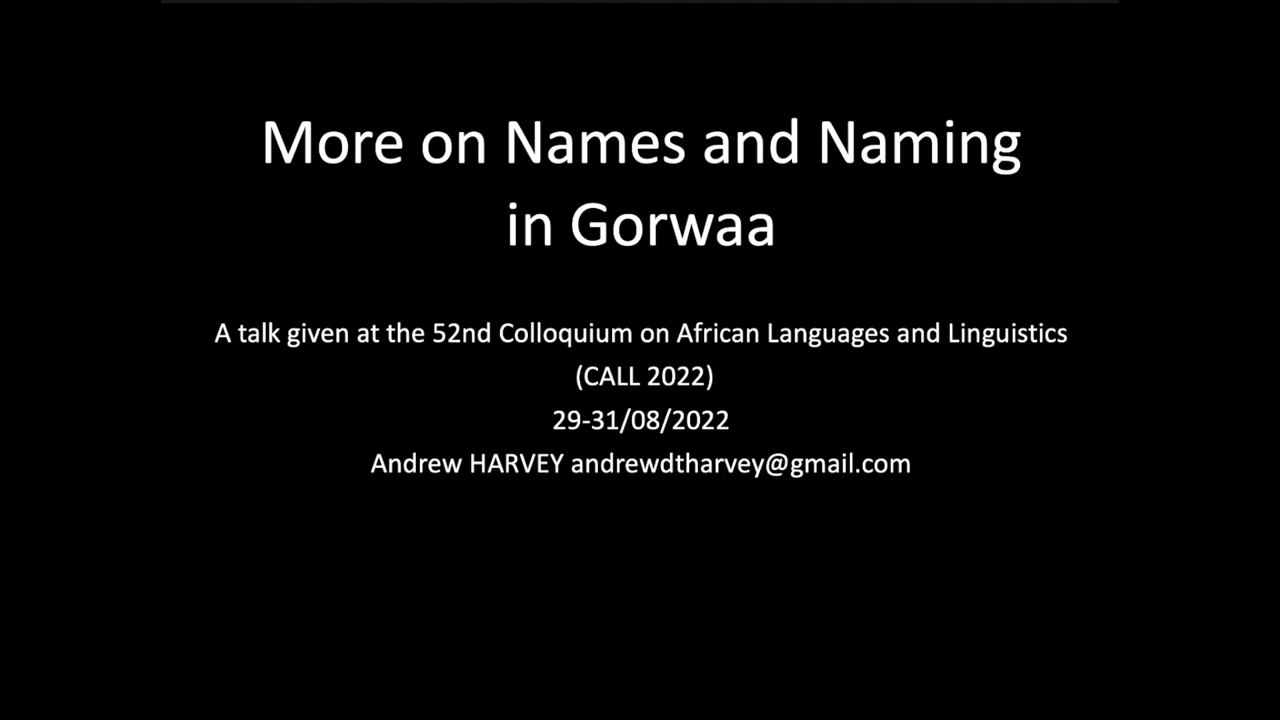 More on Names and Naming
in Gorwaa
A talk given at the 52nd Colloquium on African Languages and Linguistics
(CALL 2022)
29-31/08/2022
Andrew HARVEY andrewdtharvey@gmail.com